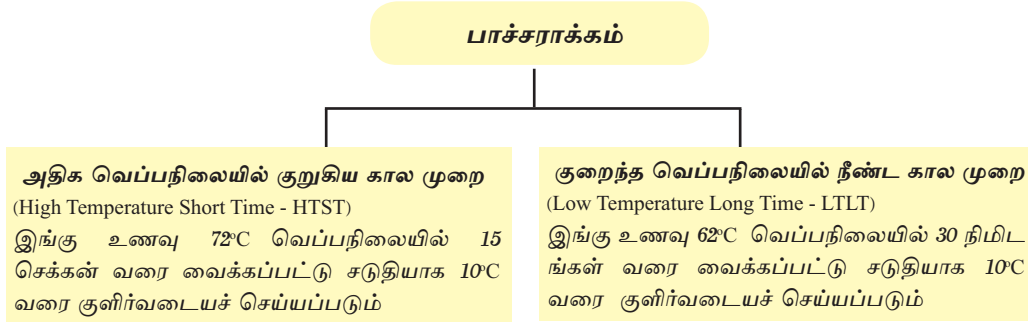 பாச்சராக்கம்
அதிக வெப்பநிலையில் குறுகிய கால முறை
(High Temperature Short Time - HTST)
இங்கு உணவு 72°C வெப்பநிலையில் 15
செக்கன் வரை வைக்கப்பட்டு சடுதியாக 10°C
வரை குளிர்வடையச் செய்யப்படும்
குறைந்த வெப்பநிலையில் நீண்ட கால முறை
(Low Temperature Long Time - LTLT)
இங்கு உணவு 62°C வெப்பநிலையில் 30 நிமிட
ங்கள் வரை வைக்கப்பட்டு சடுதியாக 10°C
வரை குளிர்வடையச் செய்யப்படும்